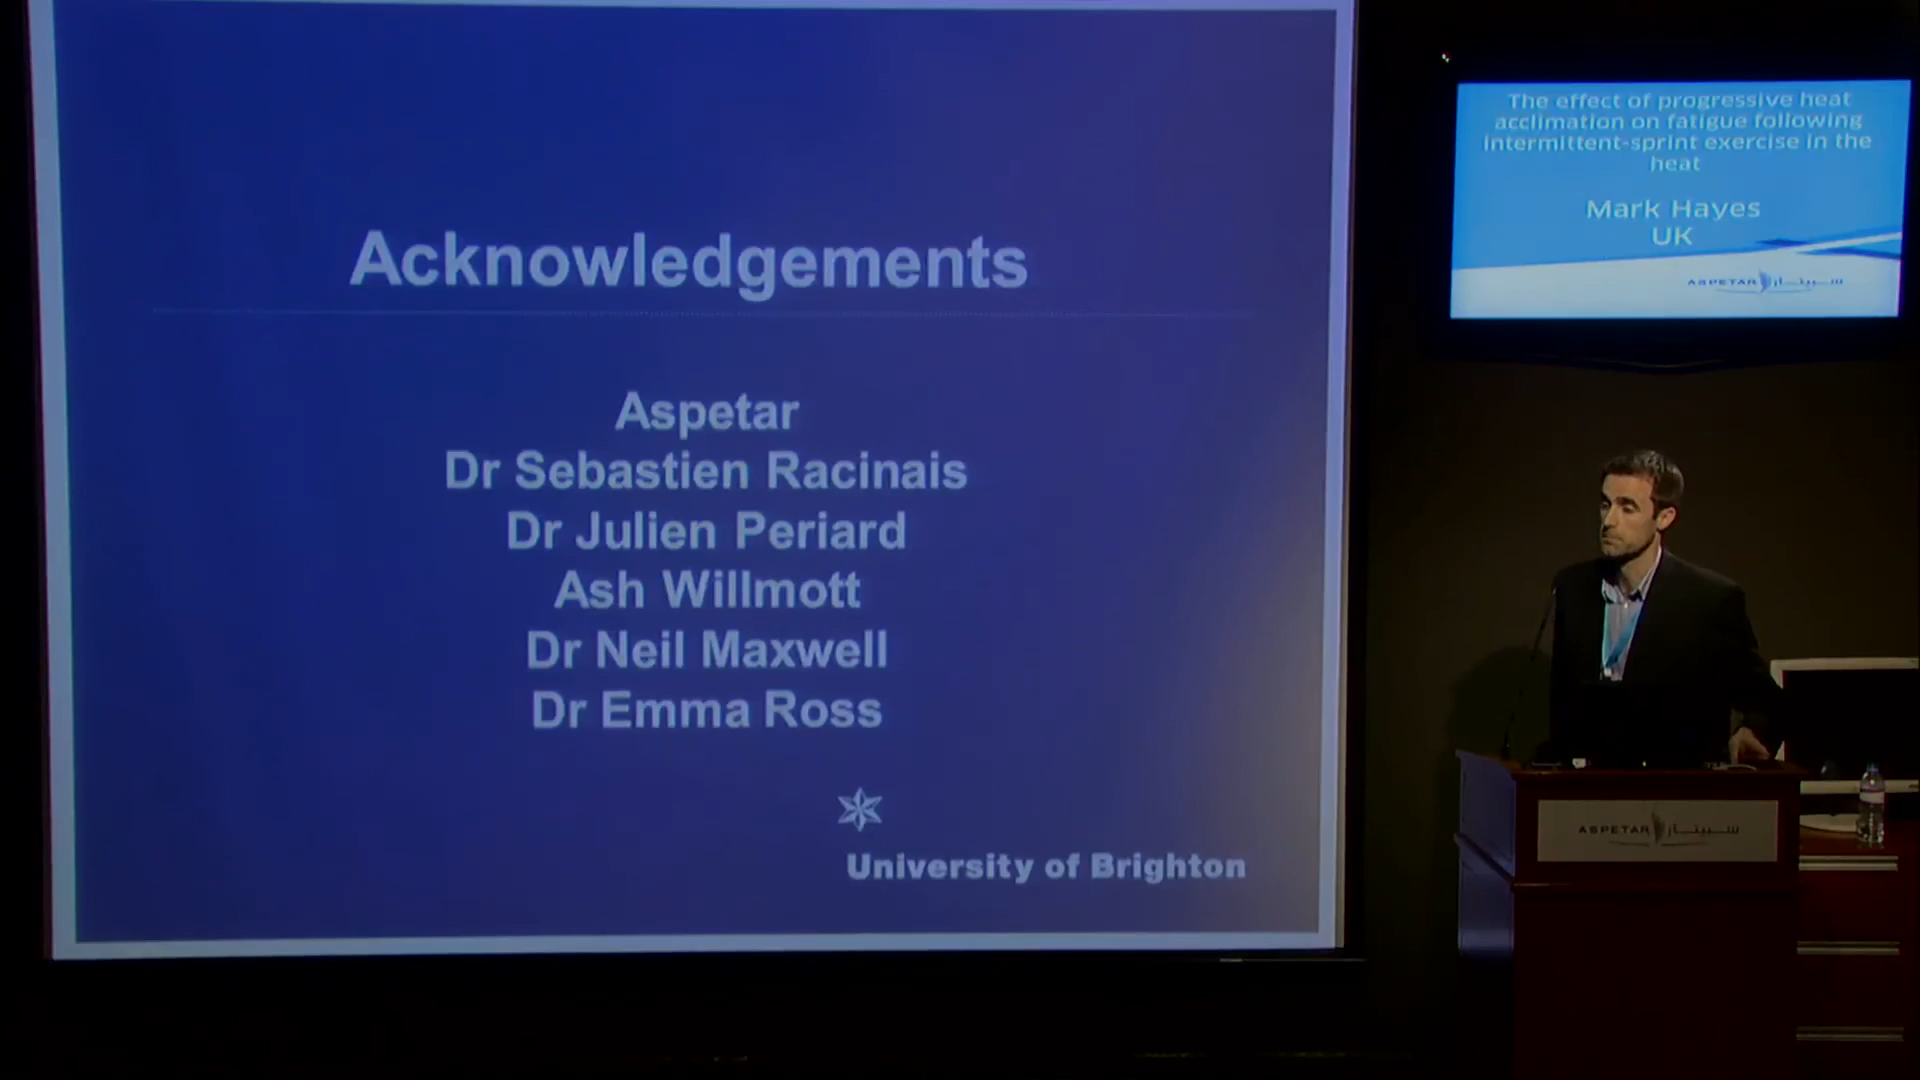 Acknowledgements
Aspetar
Dr Sebastien Racinais
Dr Julien Periard
Ash Willmott
Dr Neil Maxwell
Dr Emma Ross
University of Brighton
The effect of progressive heat
acclimation on fatigue following
intermittent-sprint exercise in the
heat
Mark Hayes
UK
ASPETAR سبيتار
ASPETAR سبيتار